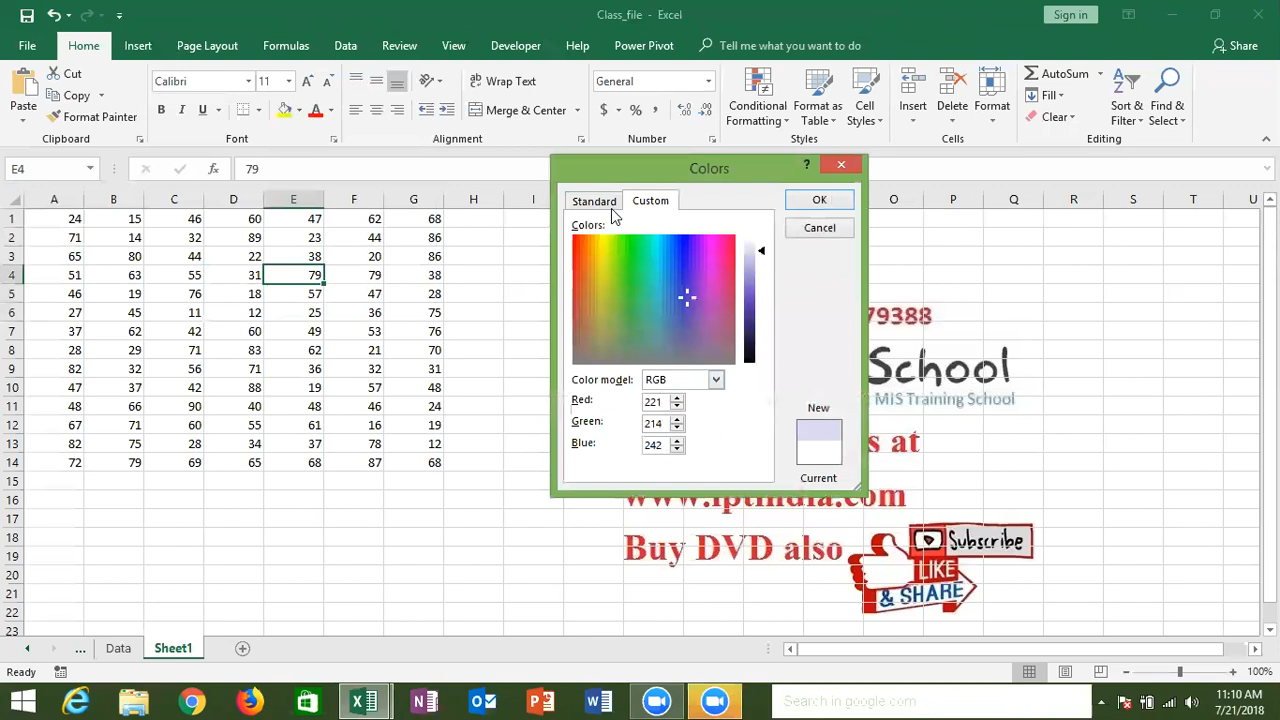 Class_file - Excel
Sign in
File Home Insert Page Layout Formulas Data Review View Developer Help Power Pivot Tell me what you want to do Share
Cut
Copy
Format Painter
Paste
Clipboard
Calibri 11
B I U
Font
Wrap Text
Merge & Center
Alignment
General
$ % ,
Number
Conditional Formatting
Format as Table
Cell Styles
Styles
Insert Delete Format
Cells
AutoSum
Fill
Clear
Sort & Filter
Find & Select
Editing
E4 fx 79
A B C D E F G H I O P Q R S T U
1 24 15 46 60 47 62 68
2 71 14 32 89 23 44 86
3 65 80 44 22 38 20 86
4 51 63 55 31 79 79 38
5 46 19 76 18 57 47 28
6 27 45 11 12 25 36 75
7 37 62 42 60 49 53 76
8 28 29 71 83 62 21 70
9 82 32 56 71 36 32 31
10 47 37 42 88 19 57 48
11 48 66 90 40 48 46 24
12 67 71 60 55 61 16 19
13 82 75 28 34 37 78 12
14 72 79 69 65 68 87 68
15
16
17
18
19
20
21
22
23
Colors
? ×
Standard Custom
OK
Cancel
Colors:
Color model: RGB
Red: 221
Green: 214
Blue: 242
New
Current
79388
School
MIS Training School
s at
www.iptindia.com
Buy DVD also
Subscribe
LIKE
& SHARE
... Data Sheet1
Ready
100%
Search in google.com
11:10 AM
7/21/2018